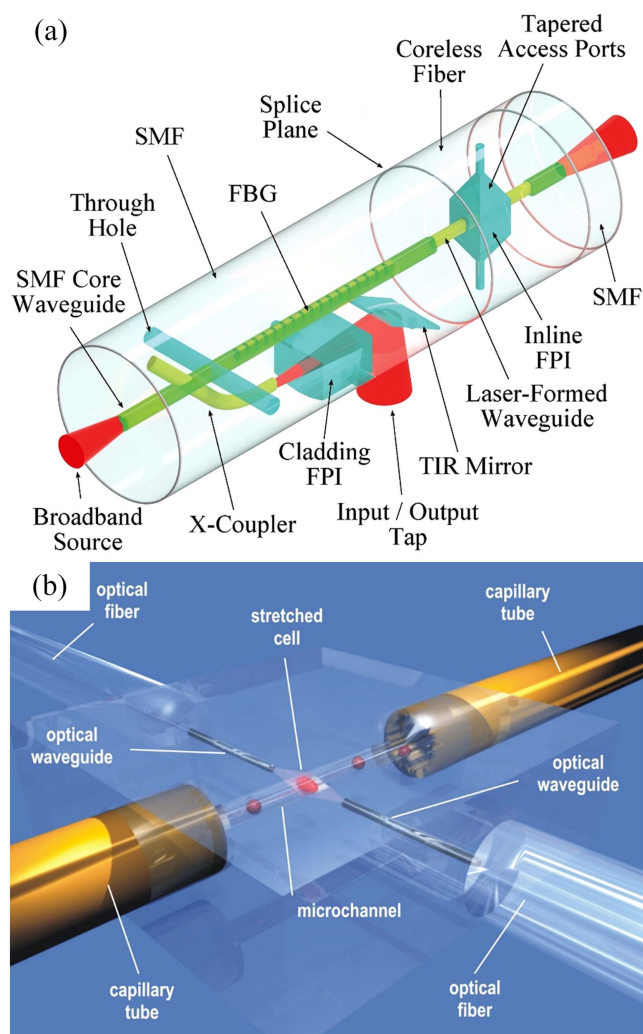 (a)
Tapered
Access Ports
Coreless
Fiber
Splice
Plane
SMF
FBG
Through
Hole
SMF Core
Waveguide
SMF
Inline
FPI
Laser-Formed
Waveguide
TIR Mirror
Cladding
FPI
Input / Output
Tap
X-Coupler
Broadband
Source
(b)
optical
fiber
stretched
cell
capillary
tube
optical
waveguide
optical
waveguide
microchannel
capillary
tube
optical
fiber